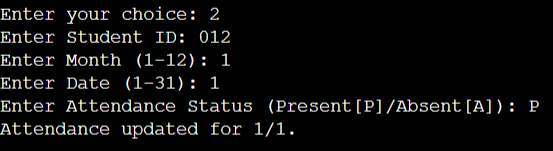 Enter your choice: 2
Enter Student ID: 012
Enter Month (1-12): 1
Enter Date (1-31): 1
Enter Attendance Status (Present[P]/Absent[A]): P
Attendance updated for 1/1.